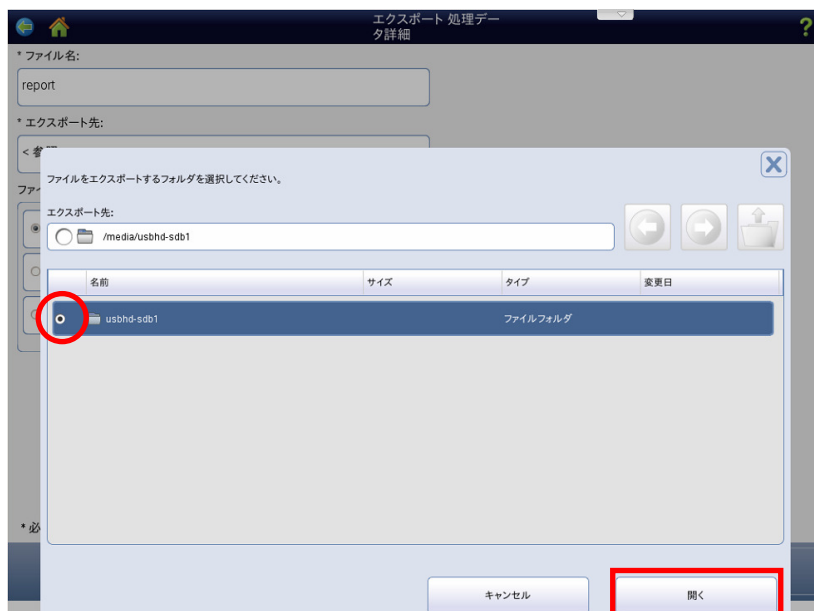 エクスポート 処理デー
タ詳細
?
* ファイル名:
report
* エクスポート先:
ファイルをエクスポートするフォルダを選択してください。
エクスポート先:
/media/usbhd-sdb1
名前 サイズ タイプ 変更日
usbhd-sdb1 ファイルフォルダ
* 必
キャンセル 開く